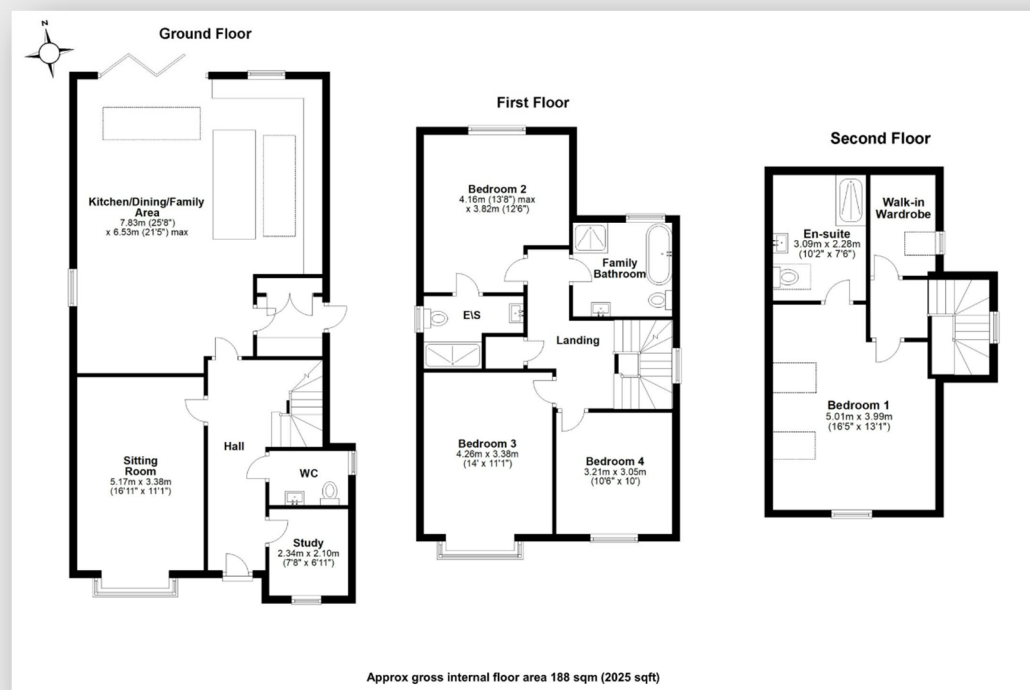 N
Ground Floor
Kitchen/Dining/Family
Area
7.83m (25'8")
x 6.53m (21'5") max
Hall
Sitting
Room
5.17m x 3.38m
(16'11" x 11'1")
WC
Study
2.34m x 2.10m
(7'8" x 6'11")
First Floor
Bedroom 2
4.16m (13'8") max
x 3.82m (12'6")
Family
Bathroom
E\S
Landing
Bedroom 3
4.26m x 3.38m
(14' x 11'1")
Bedroom 4
3.21m x 3.05m
(10'6" x 10')
Second Floor
Walk-in
Wardrobe
En-suite
3.09m x 2.28m
(10'2" x 7'6")
Bedroom 1
5.01m x 3.99m
(16'5" x 13'1")
Approx gross internal floor area 188 sqm (2025 sqft)